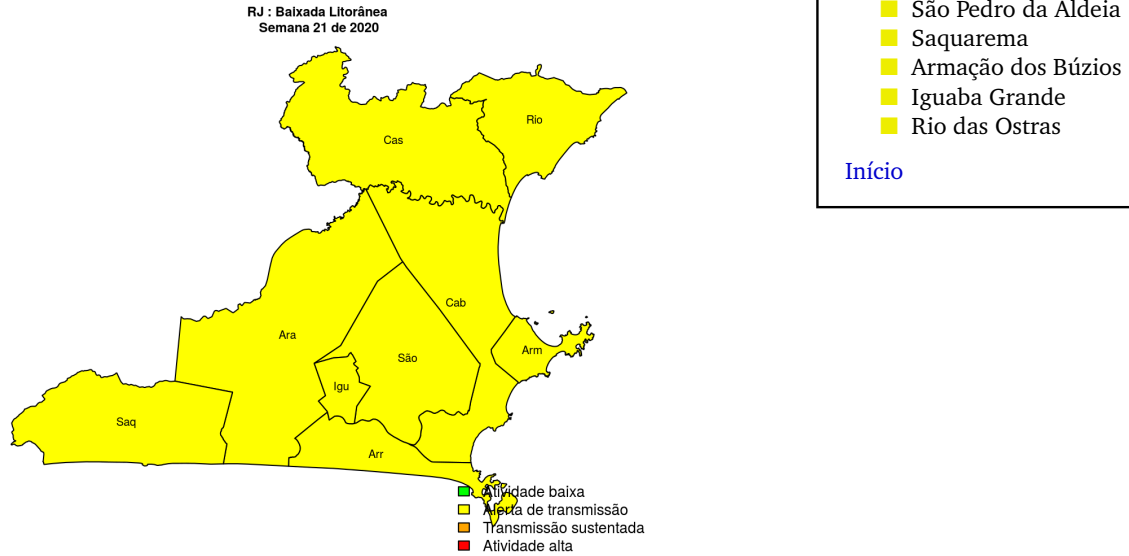 RJ : Baixada Litorânea
Semana 21 de 2020
Rio
Cas
Cab
Ara
Arm
São
Igu
Saq
Arr
Atividade baixa
Alerta de transmissão
Transmissão sustentada
Atividade alta
São Pedro da Aldeia
Saquarema
Armação dos Búzios
Iguaba Grande
Rio das Ostras
Início